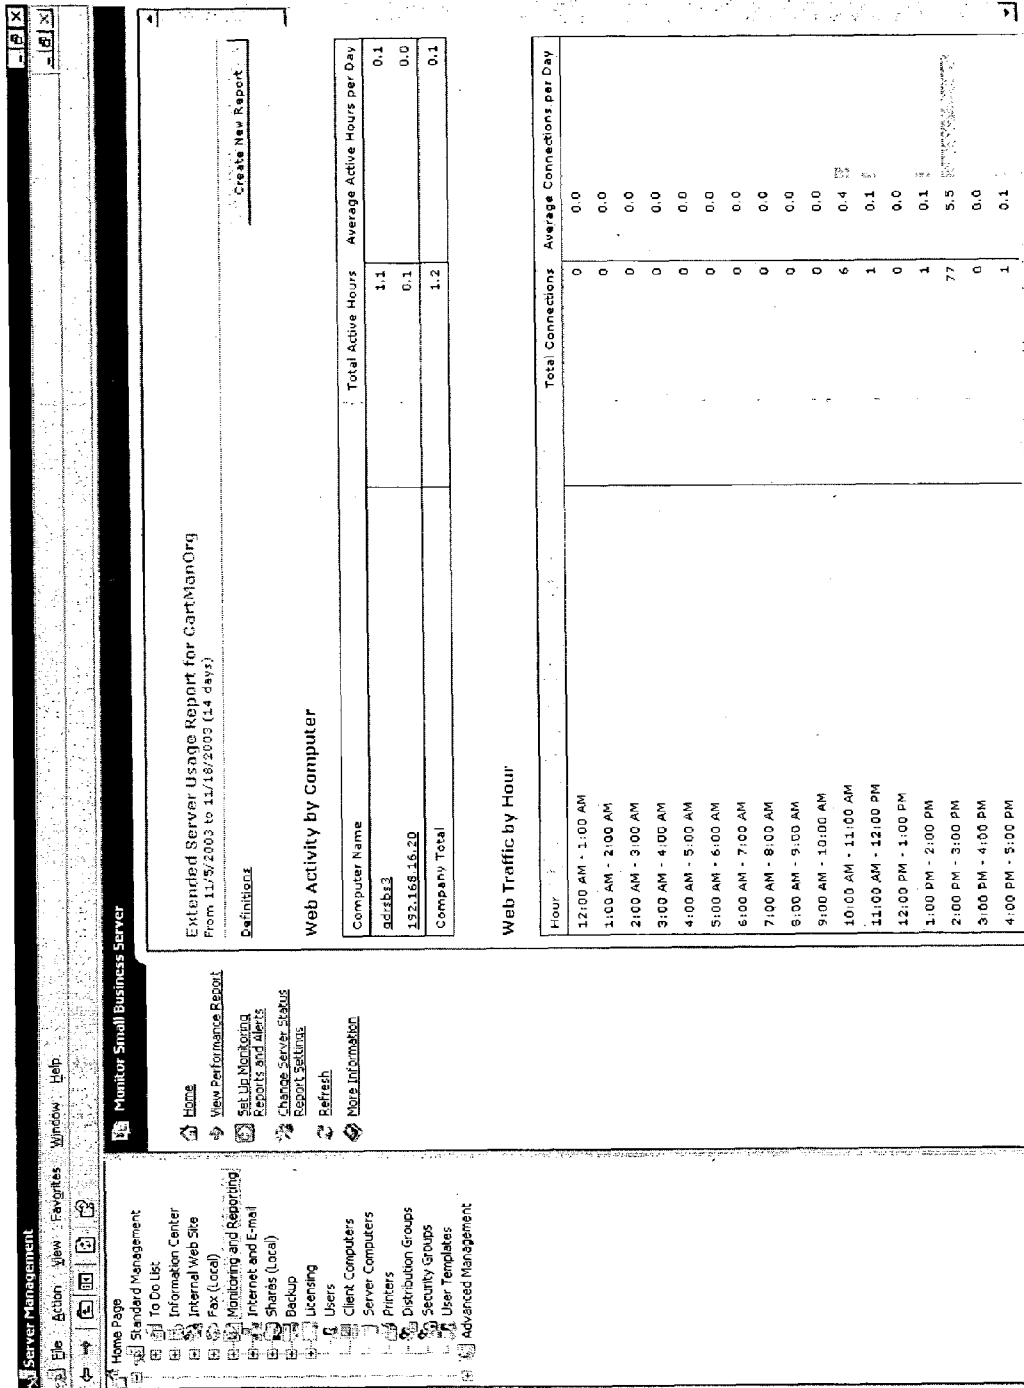 Server Management
File Action View Favorites Window Help
Home Page
Standard Management
To Do List
Information Center
Internal Web Site
Fax (Local)
Monitoring and Reporting
Internet and E-mail
Shares (Local)
Backup
Licensing
Users
Client Computers
Server Computers
Printers
Distribution Groups
Security Groups
User Templates
Advanced Management
Monitor Small Business Server
Home
View Performance Report
Set Up Monitoring
Reports and Alerts
Change Server Status
Report Settings
Refresh
More Information
Extended Server Usage Report for CartManOrg
From 11/5/2003 to 11/18/2003 (14 days)
Definitions
Create New Report
Web Activity by Computer
Computer Name Total Active Hours Average Active Hours per Day
qdrsbs3 1.1 0.1
192.168.16.20 0.1 0.0
Company Total 1.2 0.1
Web Traffic by Hour
Hour Total Connections Average Connections per Day
12:00 AM - 1:00 AM 0 0.0
1:00 AM - 2:00 AM 0 0.0
2:00 AM - 3:00 AM 0 0.0
3:00 AM - 4:00 AM 0 0.0
4:00 AM - 5:00 AM 0 0.0
5:00 AM - 6:00 AM 0 0.0
6:00 AM - 7:00 AM 0 0.0
7:00 AM - 8:00 AM 0 0.0
8:00 AM - 9:00 AM 0 0.0
9:00 AM - 10:00 AM 0 0.0
10:00 AM - 11:00 AM 6 0.4
11:00 AM - 12:00 PM 1 0.1
12:00 PM - 1:00 PM 0 0.0
1:00 PM - 2:00 PM 1 0.1
2:00 PM - 3:00 PM 77 5.5
3:00 PM - 4:00 PM 0 0.0
4:00 PM - 5:00 PM 1 0.1